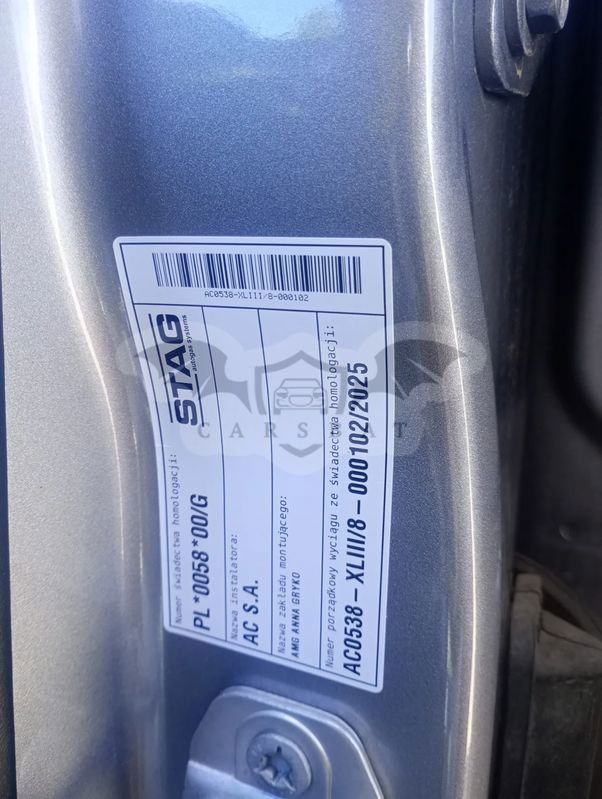 AC0538-XLIII/8-000102
STAG
autogas systems
Numer świadectwa homologacji:
PL*0058*00/G
Nazwa instalatora:
AC S.A.
Nazwa zakładu montującego:
AMG ANNA GRYKO
Numer porządkowy wyciągu ze świadectwa homologacji:
AC0538-XLIII/8-000102/2025
CARSBAT